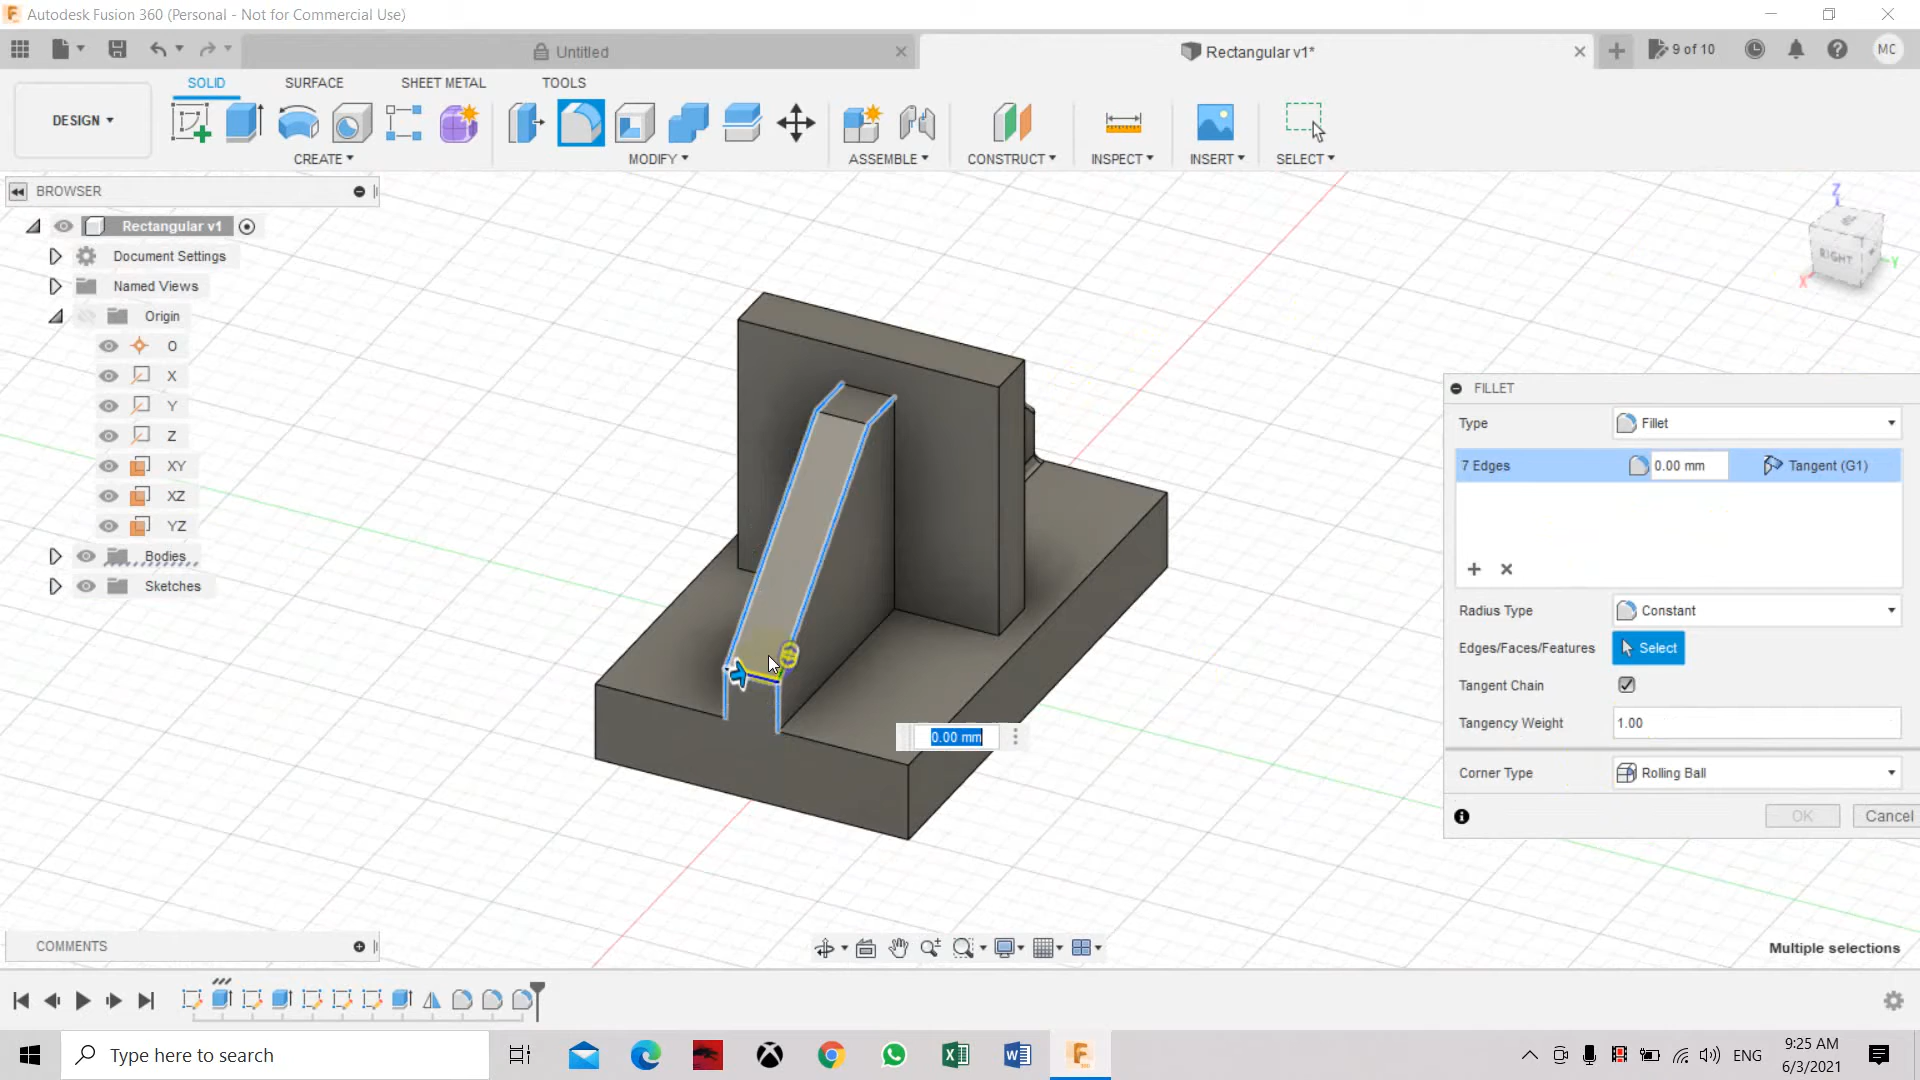 Autodesk Fusion 360 (Personal - Not for Commercial Use)
Untitled
Rectangular v1*
9 of 10
MC
DESIGN
SOLID
SURFACE
SHEET METAL
TOOLS
CREATE
MODIFY
ASSEMBLE
CONSTRUCT
INSPECT
INSERT
SELECT
BROWSER
Rectangular v1
Document Settings
Named Views
Origin
O
X
Y
Z
XY
XZ
YZ
Bodies
Sketches
Z
RIGHT
Y
X
FILLET
Type
Fillet
7 Edges
0.00 mm
Tangent (G1)
Radius Type
Constant
Edges/Faces/Features
Select
Tangent Chain
Tangency Weight
1.00
Corner Type
Rolling Ball
OK
Cancel
0.00 mm
COMMENTS
Multiple selections
Type here to search
ENG
9:25 AM
6/3/2021